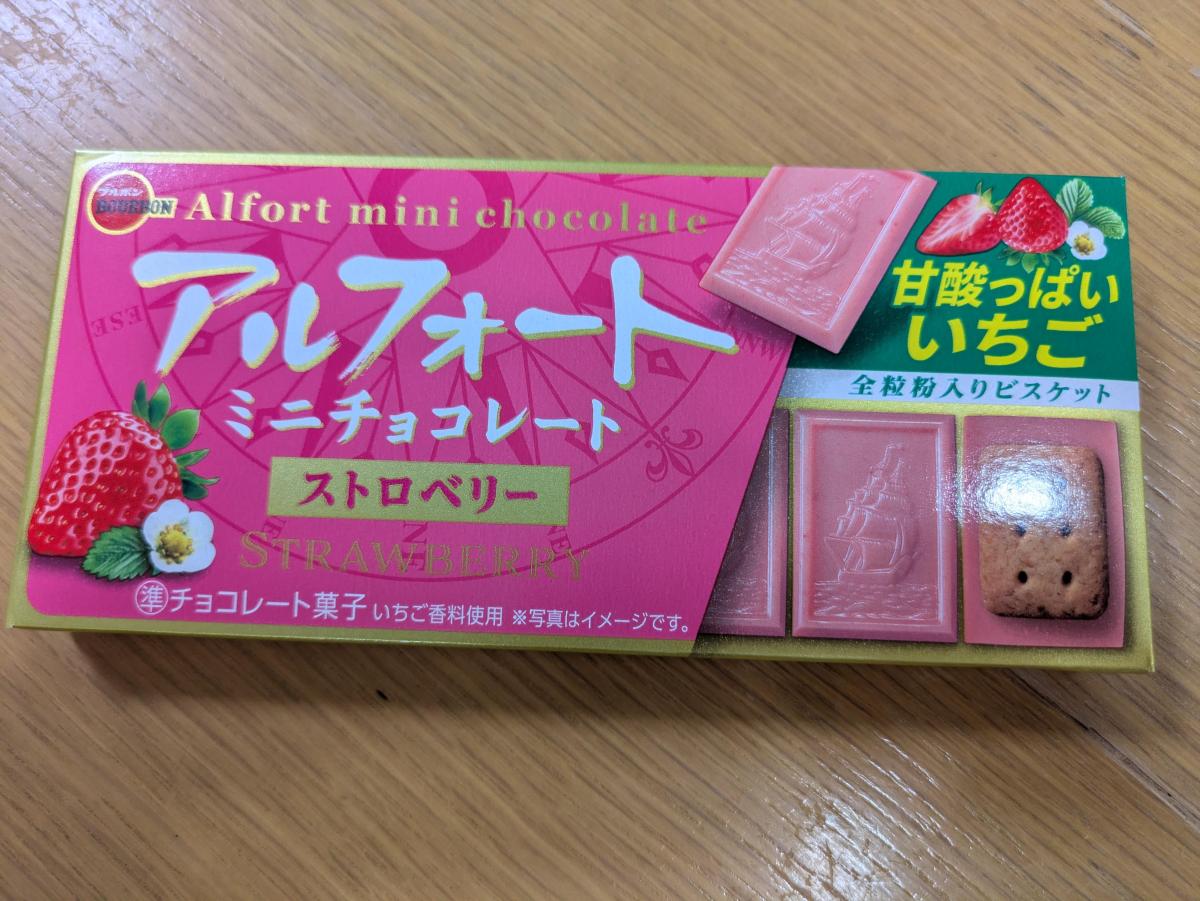 ブルボン
BOURBON
Alfort mini chocolate
アルフォート
ミニチョコレート
ストロベリー
STRAWBERRY
準チョコレート菓子 いちご香料使用 ※写真はイメージです。
甘酸っぱい
いちご
全粒粉入りビスケット
ESE